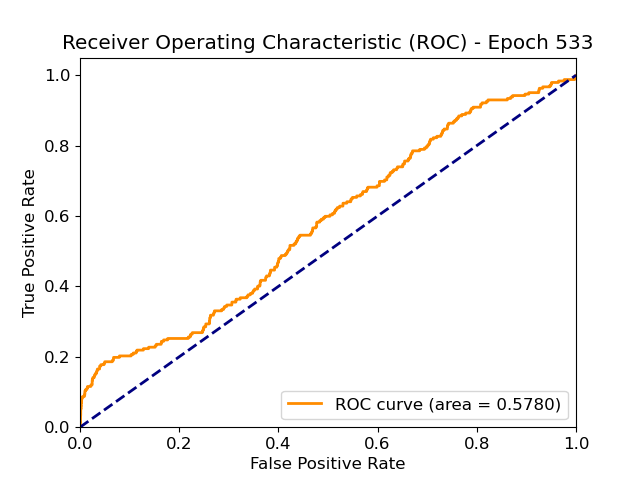 Receiver Operating Characteristic (ROC) - Epoch 533
True Positive Rate
1.0
0.8
0.6
0.4
0.2
0.0
ROC curve (area = 0.5780)
0.0 0.2 0.4 0.6 0.8 1.0
False Positive Rate